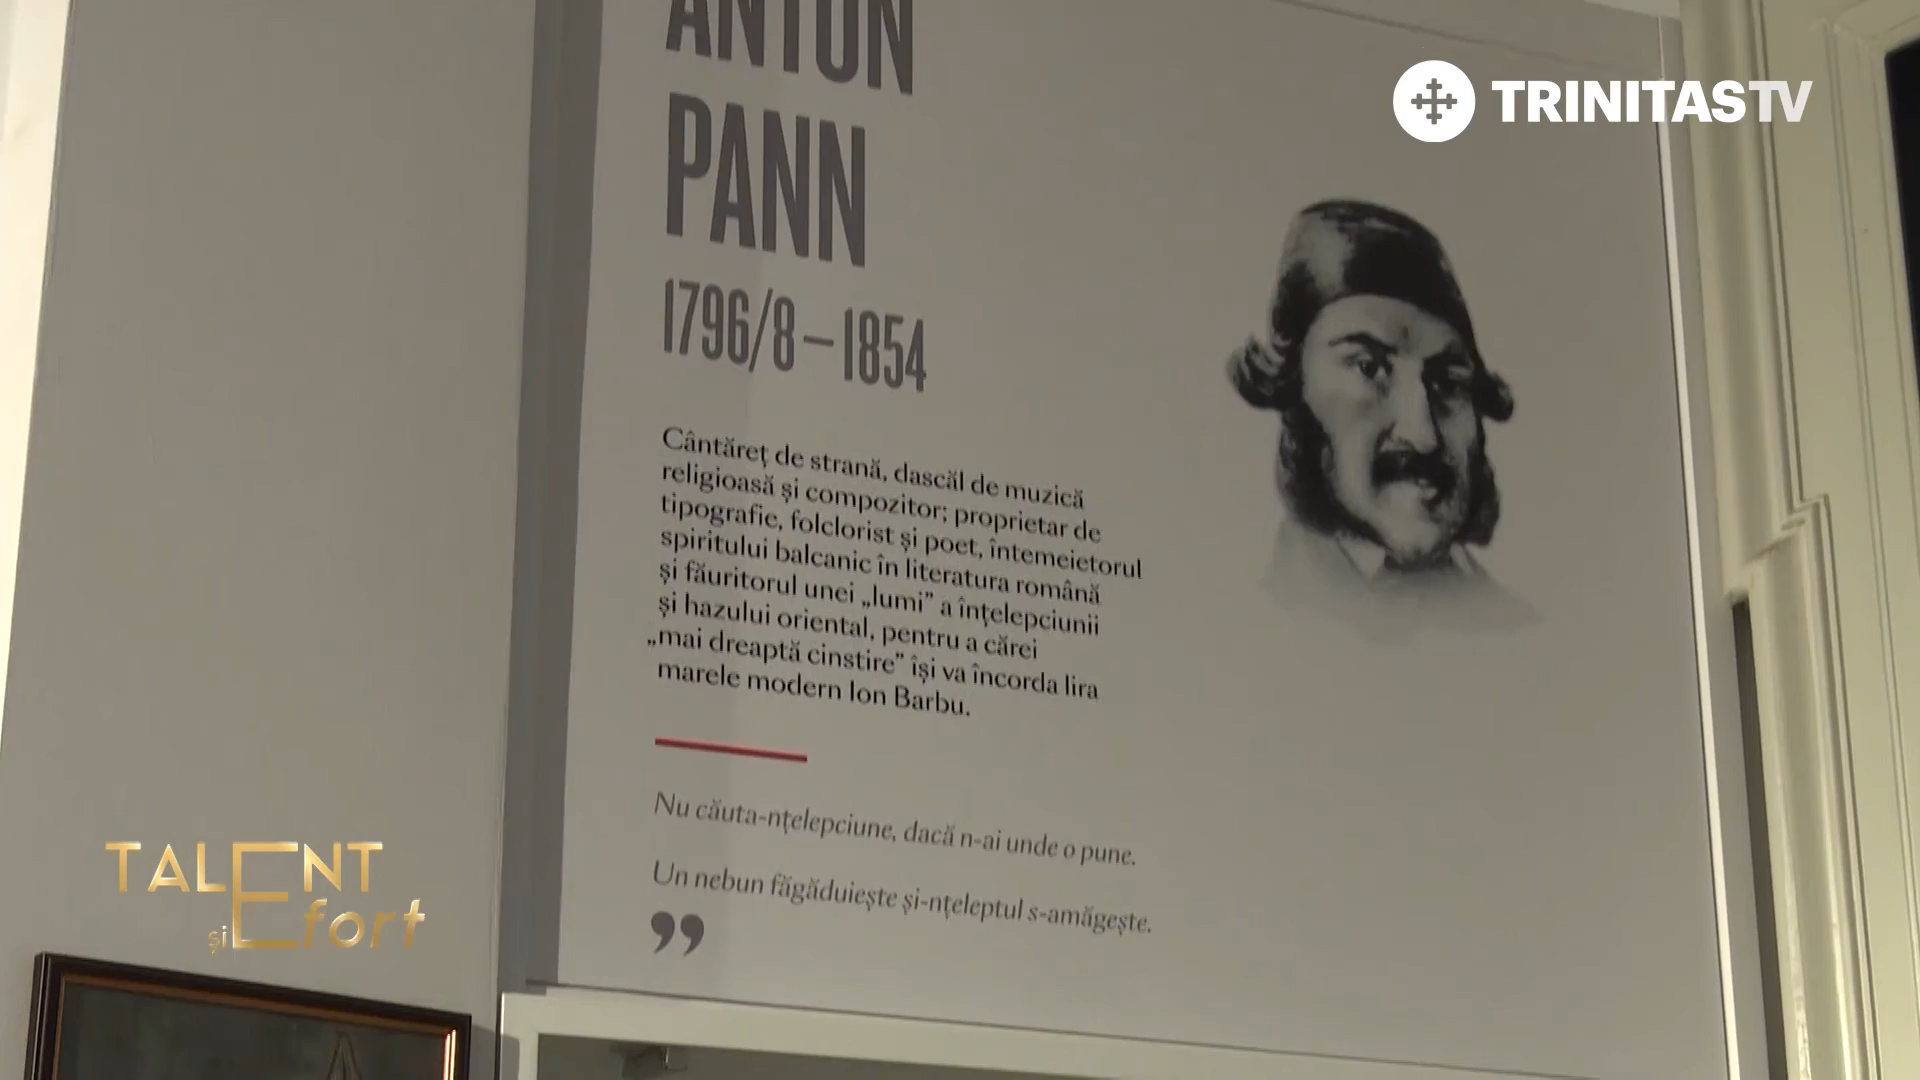 ANTON
PANN
1796/8 – 1854
Cântăreț de strană, dascăl de muzică
religioasă și compozitor; proprietar de
tipografie, folclorist și poet, întemeietorul
spiritului balcanic în literatura română
și făuritorul unei „lumi” a înțelepciunii
și hazului oriental, pentru a cărei
„mai dreaptă cinstire” își va încorda lira
marele modern Ion Barbu.
Nu căuta-nțelepciune, dacă n-ai unde o pune.
Un nebun făgăduiește și-nțeleptul s-amăgește.
”
TRINITASTV
TALENT
și Efort